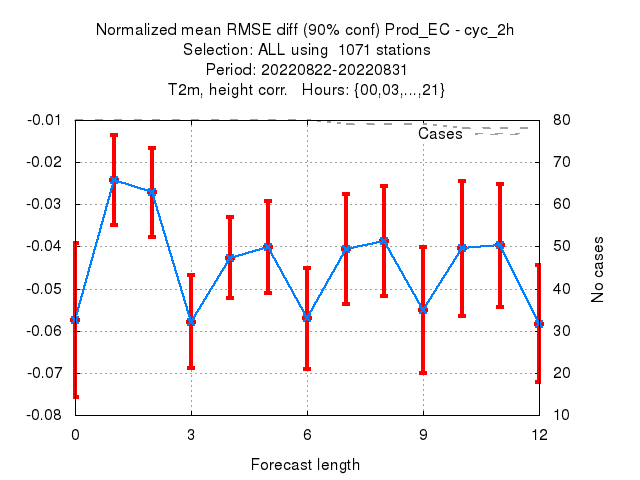 Normalized mean RMSE diff (90% conf) Prod_EC - cyc_2h
Selection: ALL using  1071 stations
Period: 20220822-20220831
T2m, height corr.   Hours: {00,03,...,21}
-0.01
-0.02
-0.03
-0.04
-0.05
-0.06
-0.07
-0.08
Cases
80
70
60
50
40
30
20
10
No cases
0 3 6 9 12
Forecast length